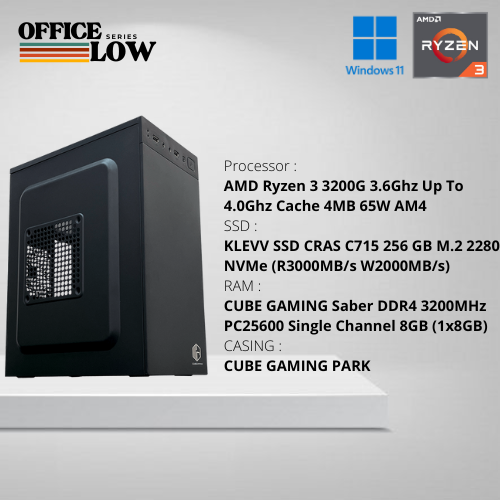 OFFICE
SERIES
LOW
Windows 11
AMD
RYZEN
3
Processor :
AMD Ryzen 3 3200G 3.6Ghz Up To
4.0Ghz Cache 4MB 65W AM4
SSD :
KLEVV SSD CRAS C715 256 GB M.2 2280
NVMe (R3000MB/s W2000MB/s)
RAM :
CUBE GAMING Saber DDR4 3200MHz
PC25600 Single Channel 8GB (1x8GB)
CASING :
CUBE GAMING PARK